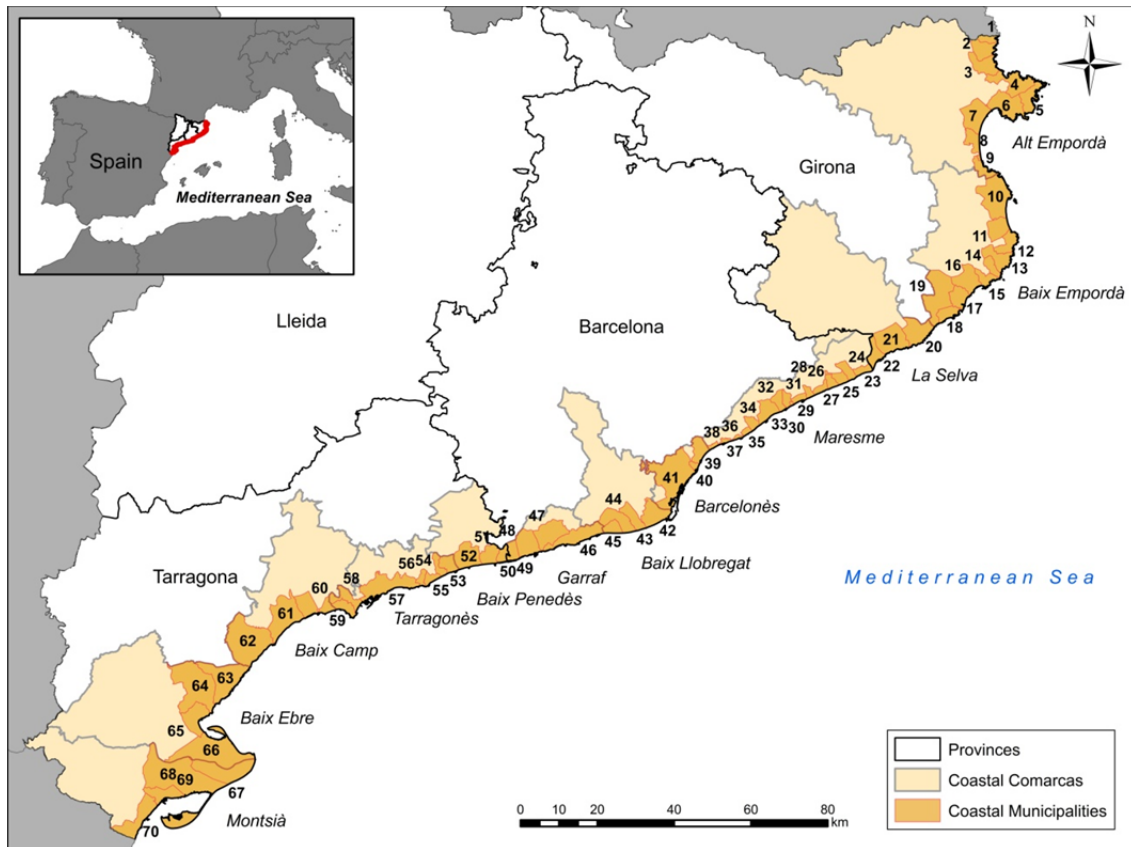 Spain
Mediterranean Sea
N
1
2
3
4
5
6
7
8
9
Alt Empordà
Girona
10
11
12
13
14
15
16
Baix Empordà
17
18
19
20
21
22
La Selva
Lleida
Barcelona
23
24
25
26
27
28
29
30
31
32
33
34
35
36
37
38
Maresme
39
40
41
Barcelonès
42
43
44
45
Baix Llobregat
46
47
48
49
50
Garraf
51
52
53
54
55
Baix Penedès
56
57
58
Tarragonès
Tarragona
59
60
61
62
Baix Camp
Mediterranean Sea
63
64
65
66
Baix Ebre
67
68
69
70
Montsià
Provinces
Coastal Comarcas
Coastal Municipalities
0 10 20 40 60 80
km